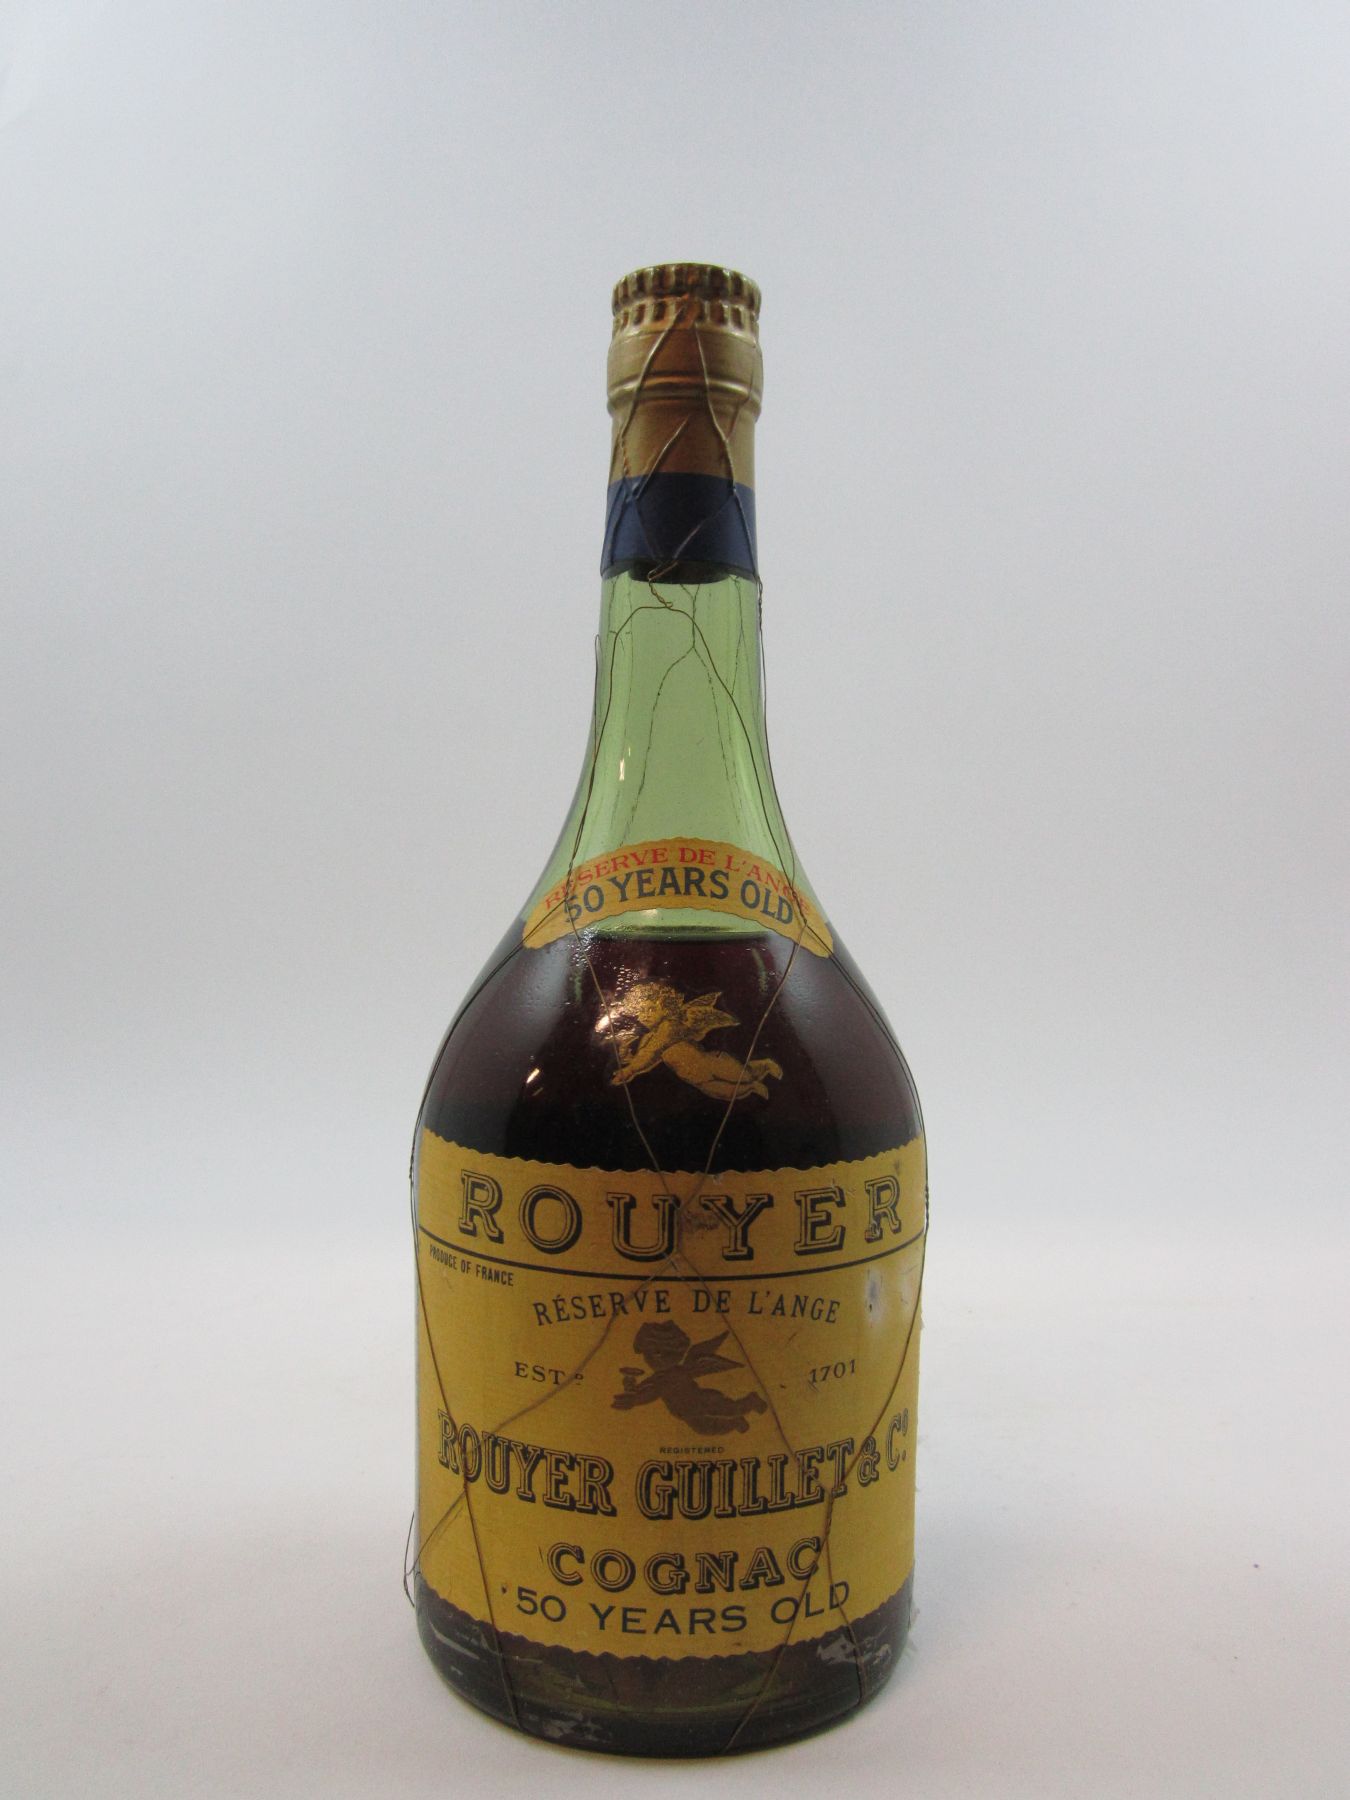 RÉSERVE DE L'ANGE
50 YEARS OLD
ROUYER
PRODUCE OF FRANCE
RÉSERVE DE L'ANGE
ESTD 1701
REGISTERED
ROUYER GUILLET & Co.
COGNAC
50 YEARS OLD